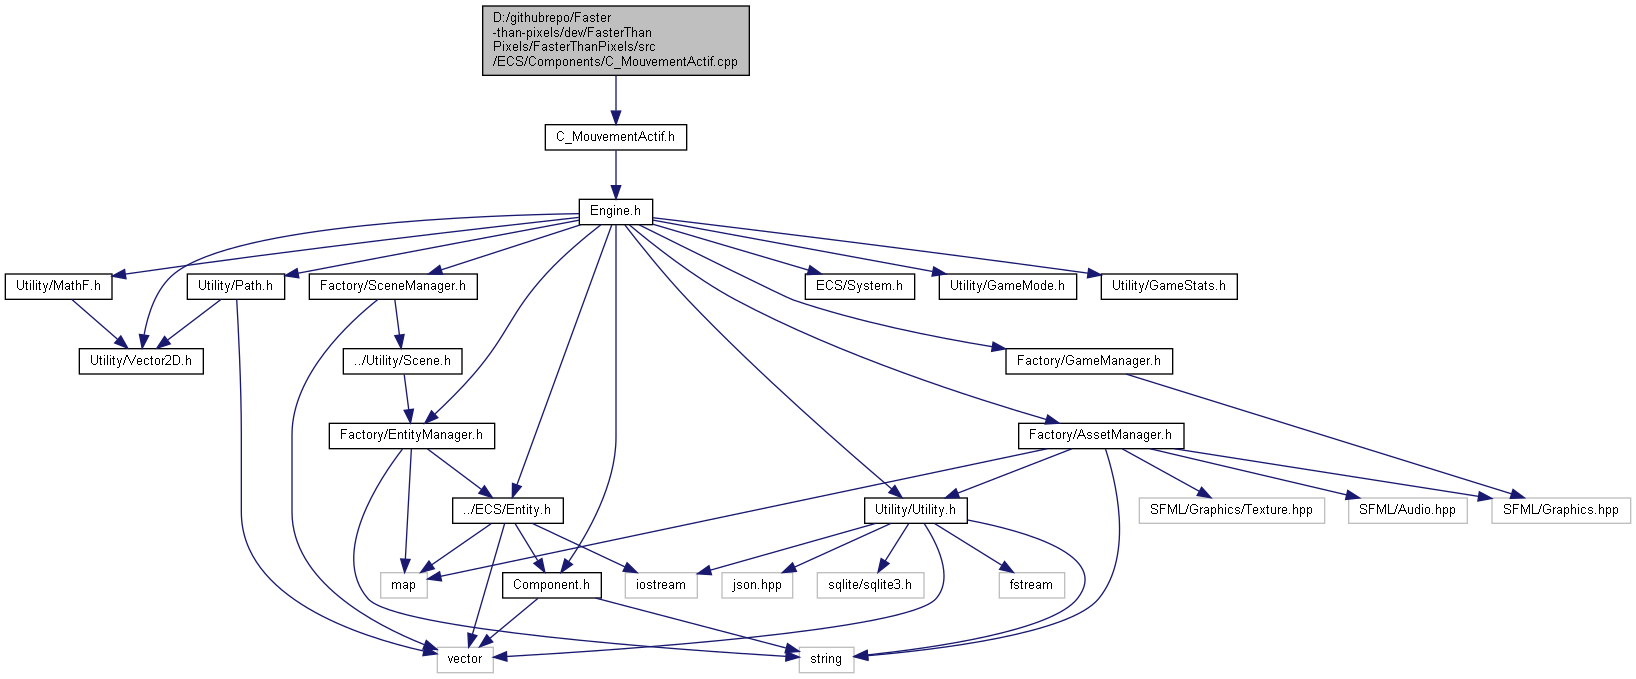 D:/githubrepo/Faster
-than-pixels/dev/FasterThan
Pixels/FasterThanPixels/src
/ECS/Components/C_MouvementActif.cpp
C_MouvementActif.h
Engine.h
Utility/MathF.h
Utility/Path.h
Factory/SceneManager.h
ECS/System.h
Utility/GameMode.h
Utility/GameStats.h
Utility/Vector2D.h
../Utility/Scene.h
Factory/GameManager.h
Factory/EntityManager.h
Factory/AssetManager.h
../ECS/Entity.h
Utility/Utility.h
SFML/Graphics/Texture.hpp
SFML/Audio.hpp
SFML/Graphics.hpp
map
Component.h
iostream
json.hpp
sqlite/sqlite3.h
fstream
vector
string